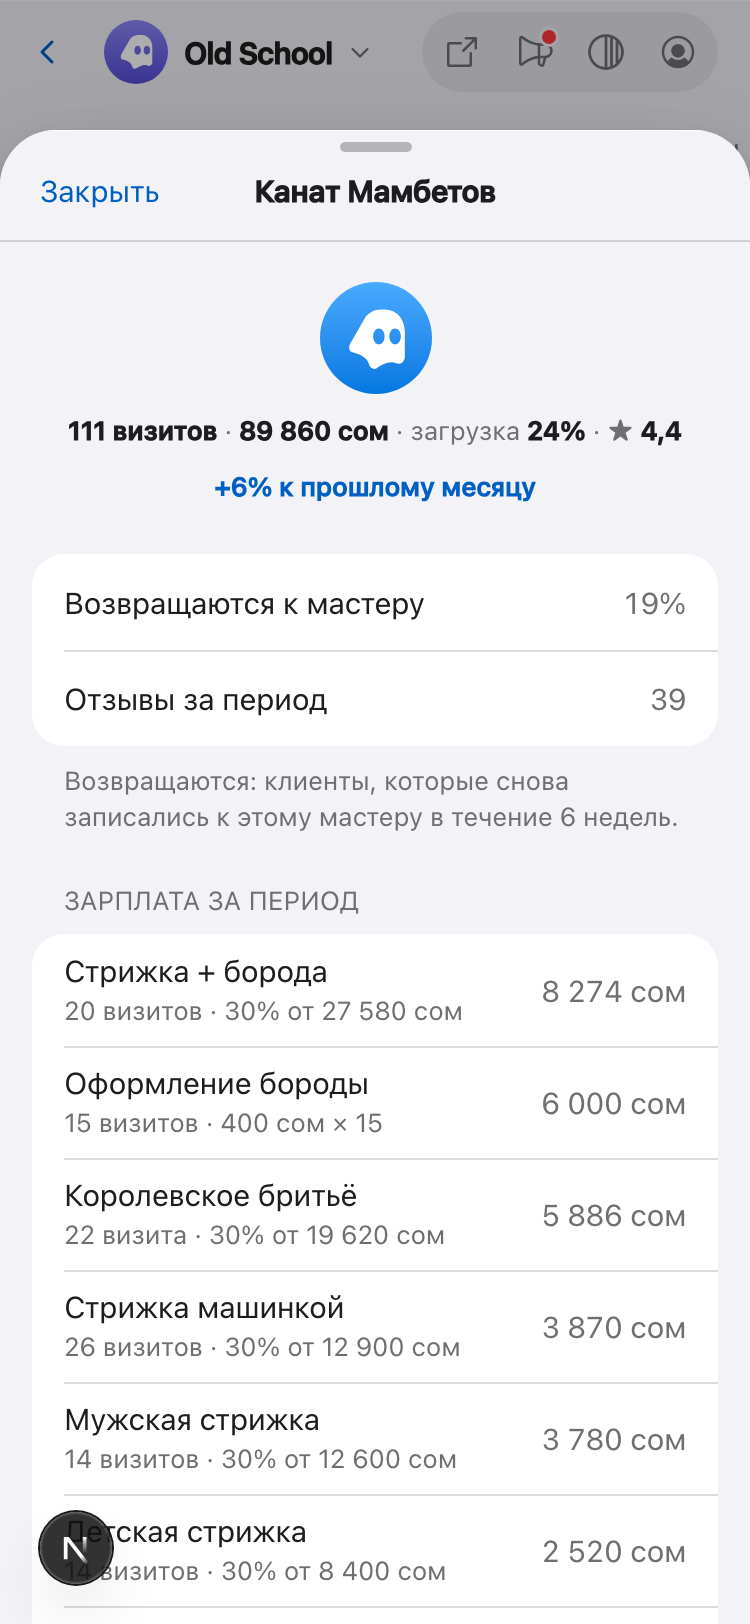 Old School
Закрыть
Канат Мамбетов
111 визитов · 89 860 сом · загрузка 24% · ★ 4,4
+6% к прошлому месяцу
Возвращаются к мастеру 19%
Отзывы за период 39
Возвращаются: клиенты, которые снова
записались к этому мастеру в течение 6 недель.
ЗАРПЛАТА ЗА ПЕРИОД
Стрижка + борода
20 визитов · 30% от 27 580 сом
8 274 сом
Оформление бороды
15 визитов · 400 сом × 15
6 000 сом
Королевское бритьё
22 визита · 30% от 19 620 сом
5 886 сом
Стрижка машинкой
26 визитов · 30% от 12 900 сом
3 870 сом
Мужская стрижка
14 визитов · 30% от 12 600 сом
3 780 сом
Детская стрижка
14 визитов · 30% от 8 400 сом
2 520 сом
N